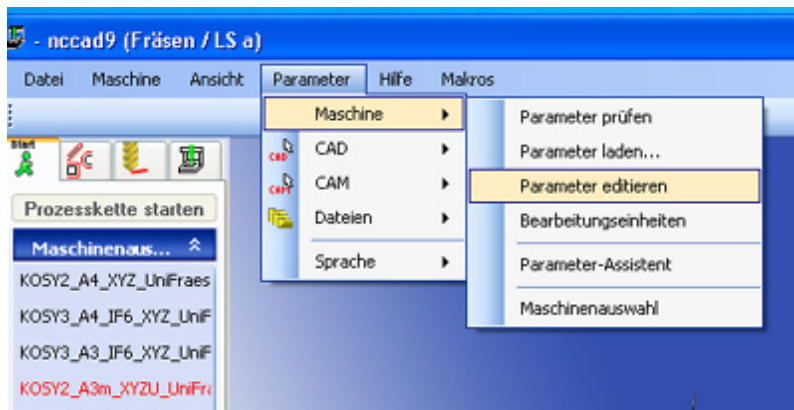 - nccad9 (Fräsen / LS a)
Datei Maschine Ansicht Parameter Hilfe Makros
Maschine
CAD
CAM
Dateien
Sprache
Parameter prüfen
Parameter laden...
Parameter editieren
Bearbeitungseinheiten
Parameter-Assistent
Maschinenauswahl
Start
Prozesskette starten
Maschinenaus...
KOSY2_A4_XYZ_UniFraes
KOSY3_A4_IF6_XYZ_UniF
KOSY3_A3_IF6_XYZ_UniF
KOSY2_A3m_XYZU_UniFra